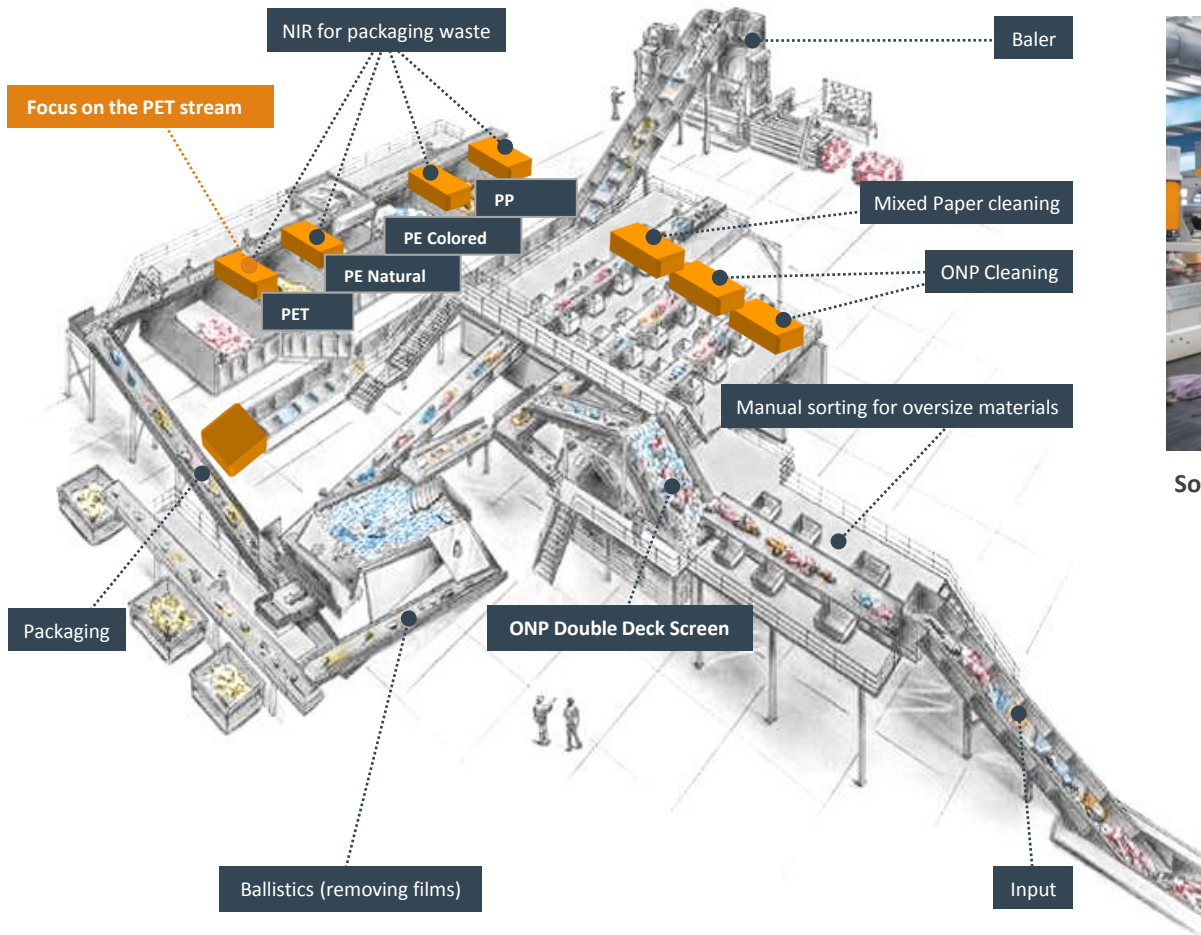 NIR for packaging waste
Baler
Focus on the PET stream
Mixed Paper cleaning
PP
PE Colored
ONP Cleaning
PE Natural
PET
Manual sorting for oversize materials
So
Packaging
ONP Double Deck Screen
Ballistics (removing films)
Input